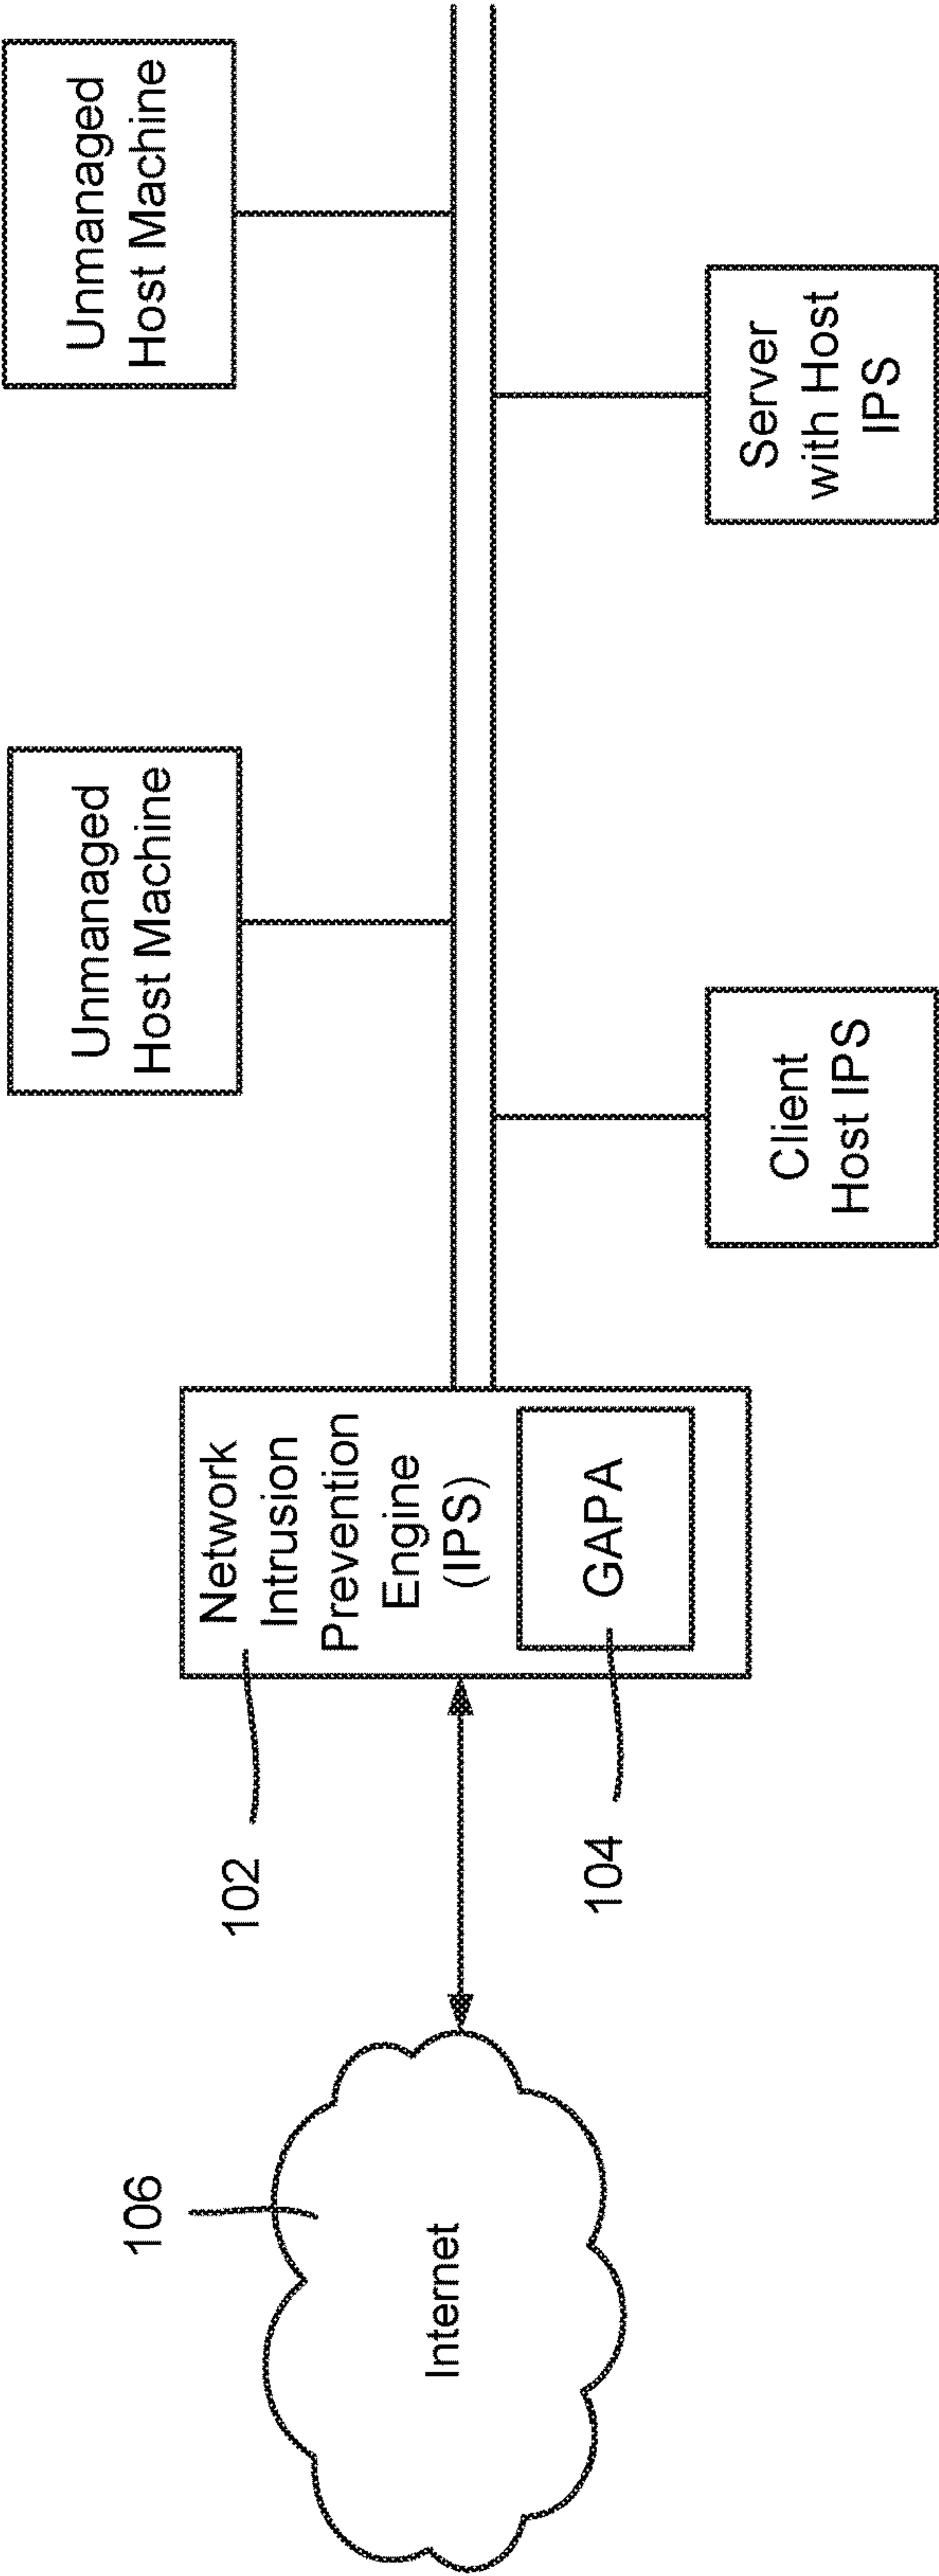 106
Internet
102
Network
Intrusion
Prevention
Engine
(IPS)
104
GAPA
Unmanaged
Host Machine
Unmanaged
Host Machine
Client
Host IPS
Server
with Host
IPS